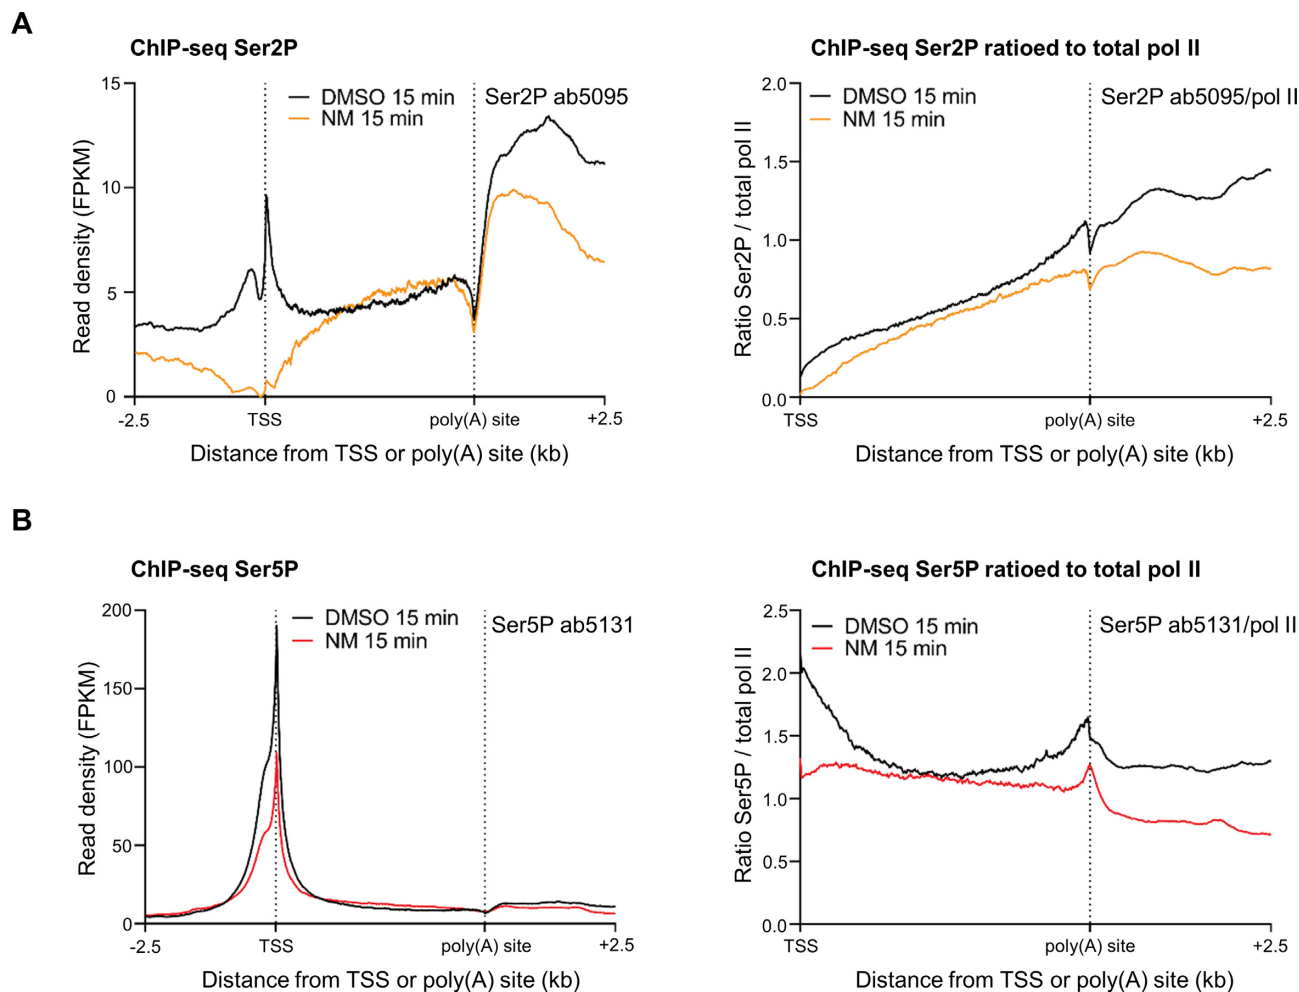 A
ChIP-seq Ser2P
15
10
5
0
Read density (FPKM)
DMSO 15 min
NM 15 min
Ser2P ab5095
-2.5
TSS
poly(A) site
+2.5
Distance from TSS or poly(A) site (kb)
ChIP-seq Ser2P ratioed to total pol II
2.0
1.5
1.0
0.5
0.0
Ratio Ser2P / total pol II
DMSO 15 min
NM 15 min
Ser2P ab5095/pol II
TSS
poly(A) site
+2.5
Distance from TSS or poly(A) site (kb)
B
ChIP-seq Ser5P
200
150
100
50
0
Read density (FPKM)
DMSO 15 min
NM 15 min
Ser5P ab5131
-2.5
TSS
poly(A) site
+2.5
Distance from TSS or poly(A) site (kb)
ChIP-seq Ser5P ratioed to total pol II
2.5
2.0
1.5
1.0
0.5
0.0
Ratio Ser5P / total pol II
DMSO 15 min
NM 15 min
Ser5P ab5131/pol II
TSS
poly(A) site
+2.5
Distance from TSS or poly(A) site (kb)